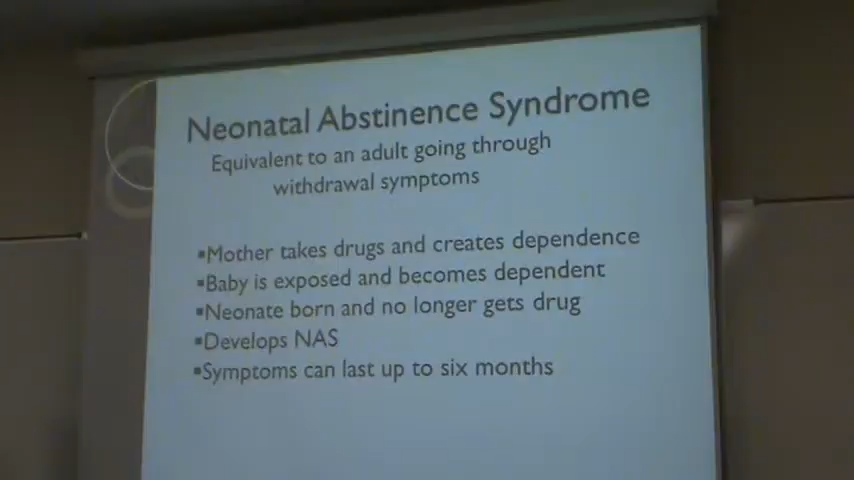 Neonatal Abstinence Syndrome
Equivalent to an adult going through
withdrawal symptoms
▪Mother takes drugs and creates dependence
▪Baby is exposed and becomes dependent
▪Neonate born and no longer gets drug
▪Develops NAS
▪Symptoms can last up to six months